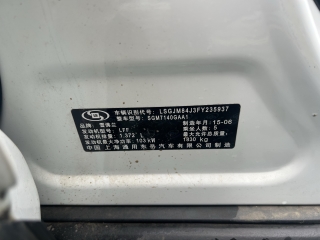 车辆识别代号: LSGJM84J3FY235937
整车型号: SGM7140GAA1
品牌: 雪佛兰 制造年月: 15-06
发动机型号: LFF 乘坐人数: 5
发动机排量: 1.372 L 最大允许总质量:
发动机最大净功率: 103 kW 1830 kg
中国上海通用东岳汽车有限公司制造